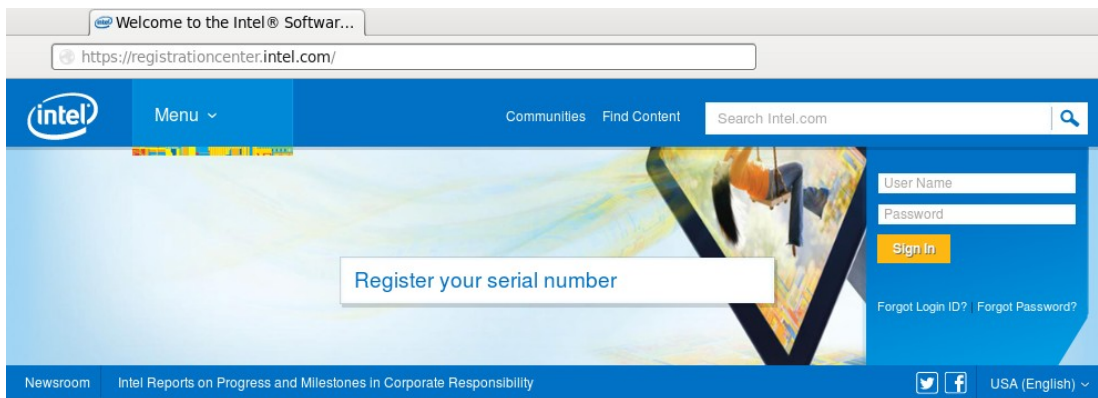 Welcome to the Intel® Softwar...
https://registrationcenter.intel.com/
intel
Menu
Communities Find Content Search Intel.com
User Name
Password
Sign In
Register your serial number
Forgot Login ID? | Forgot Password?
Newsroom Intel Reports on Progress and Milestones in Corporate Responsibility USA (English)